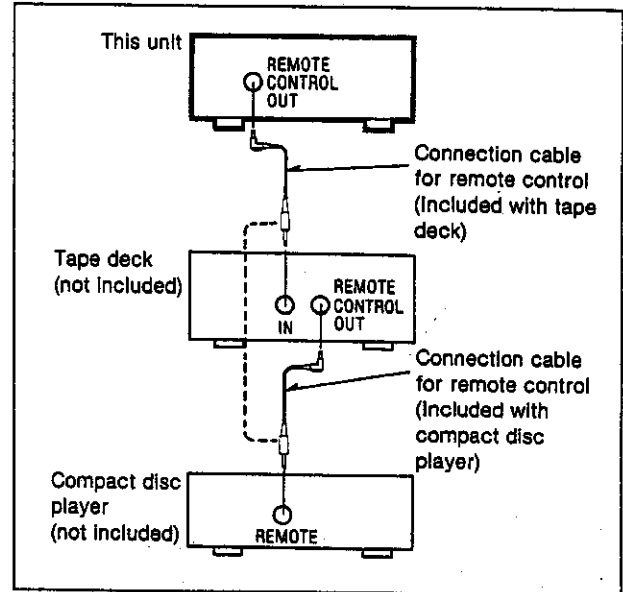 This unit
REMOTE
CONTROL
OUT
Connection cable
for remote control
(Included with tape
deck)
Tape deck
(not included)
IN
REMOTE
CONTROL
OUT
Connection cable
for remote control
(Included with
compact disc
player)
Compact disc
player
(not included)
REMOTE